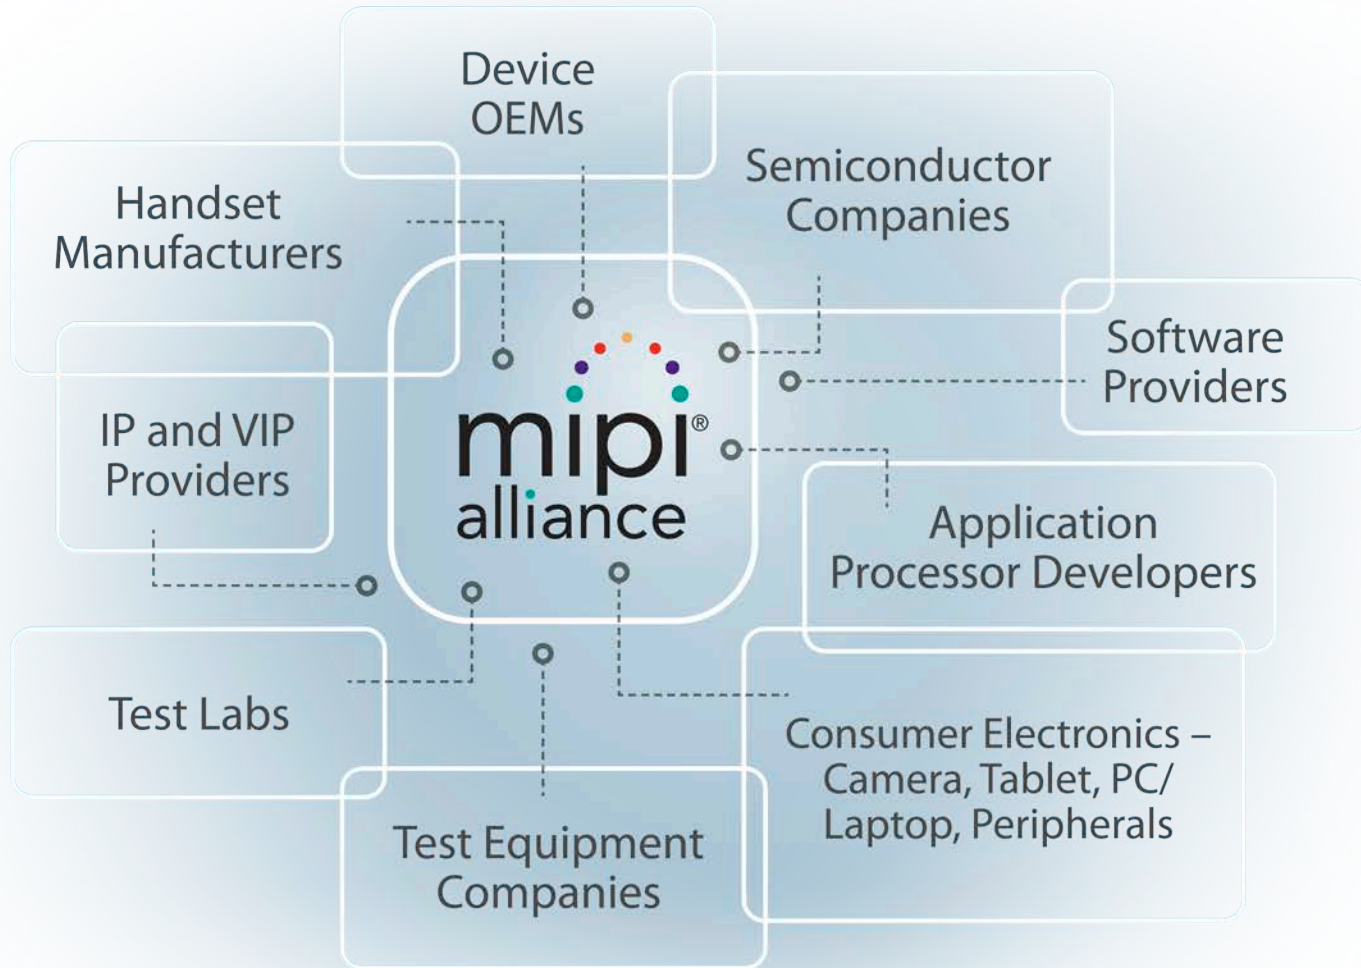 Device
OEMs
Semiconductor
Companies
Handset
Manufacturers
Software
Providers
IP and VIP
Providers
mipi®
alliance
Application
Processor Developers
Test Labs
Consumer Electronics –
Camera, Tablet, PC/
Laptop, Peripherals
Test Equipment
Companies